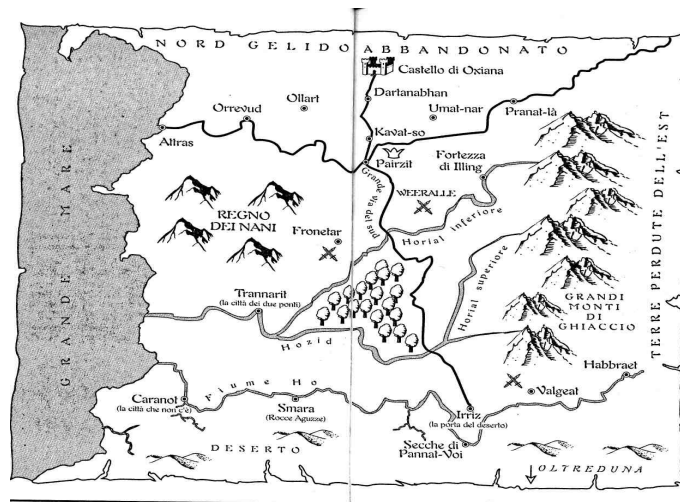 NORD GELIDO ABBANDONATO
Castello di Oxiana
Dartanabhan
Ollart
Orrevud
Umat-nar
Pranat-là
Altras
Kavat-so
Pairzit
Fortezza
di Illing
WEERALLE
Grande via del sud
Horial inferiore
REGNO
DEI NANI
Fronetar
GRANDE MARE
TERRE PERDUTE DELL'EST
Horial superiore
Trannarit
(la città dei due ponti)
Hozid
GRANDI
MONTI
DI
GHIACCIO
Habbraet
Valgeat
Fiume Ho
Caranot
(la città che non c'è)
Smara
(Rocce Aguzze)
Irriz
(la porta del deserto)
Secche di
Pannat-Voi
DESERTO
OLTREDUNA